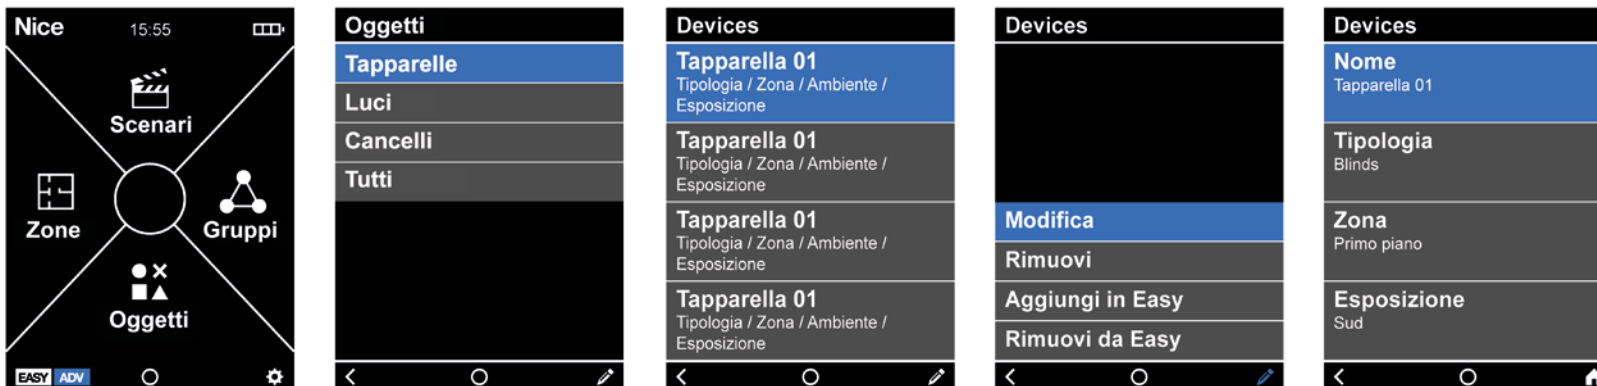 Nice 15:55
Scenari
Zone
Gruppi
Oggetti
EASY ADV
Oggetti
Tapparelle
Luci
Cancelli
Tutti
Devices
Tapparella 01
Tipologia / Zona / Ambiente /
Esposizione
Tapparella 01
Tipologia / Zona / Ambiente /
Esposizione
Tapparella 01
Tipologia / Zona / Ambiente /
Esposizione
Tapparella 01
Tipologia / Zona / Ambiente /
Esposizione
Devices
Modifica
Rimuovi
Aggiungi in Easy
Rimuovi da Easy
Devices
Nome
Tapparella 01
Tipologia
Blinds
Zona
Primo piano
Esposizione
Sud